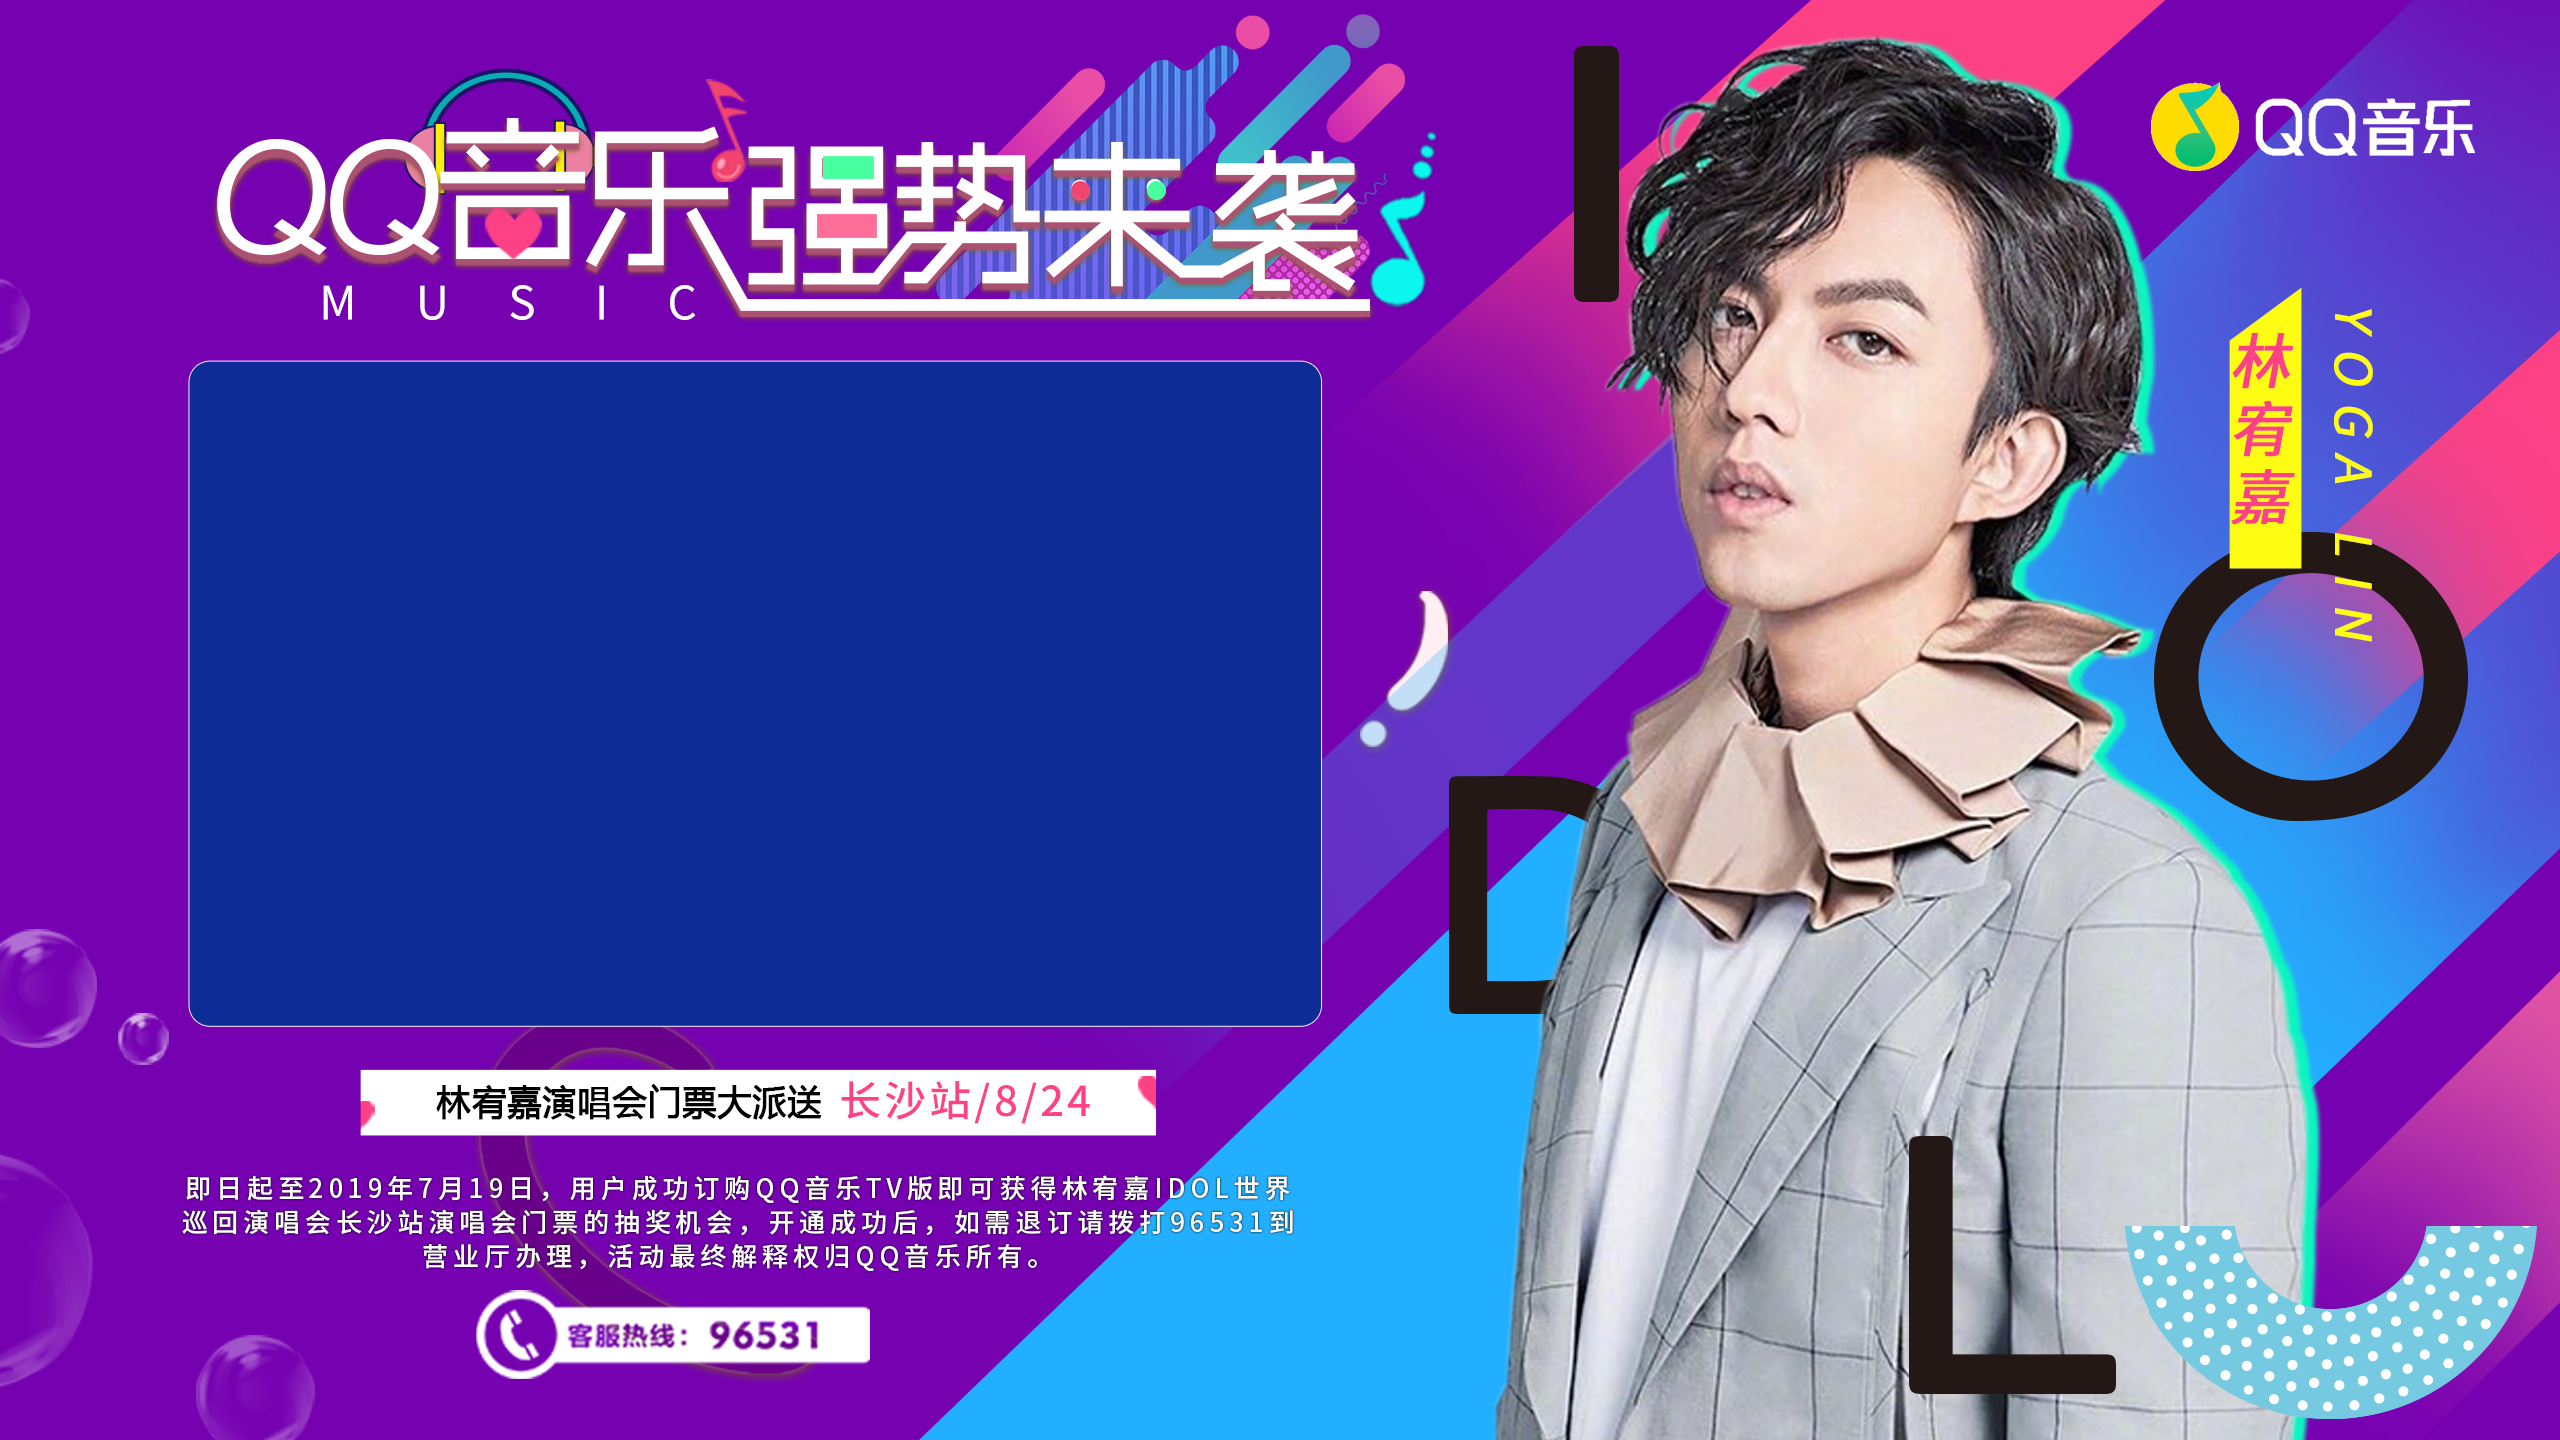 QQ音乐强势来袭
MUSIC
QQ音乐
I
D
O
L
林宥嘉
YOGA LIN
林宥嘉演唱会门票大派送 长沙站/8/24
即日起至2019年7月19日，用户成功订购QQ音乐TV版即可获得林宥嘉IDOL世界
巡回演唱会长沙站演唱会门票的抽奖机会，开通成功后，如需退订请拨打96531到
营业厅办理，活动最终解释权归QQ音乐所有。
客服热线：96531